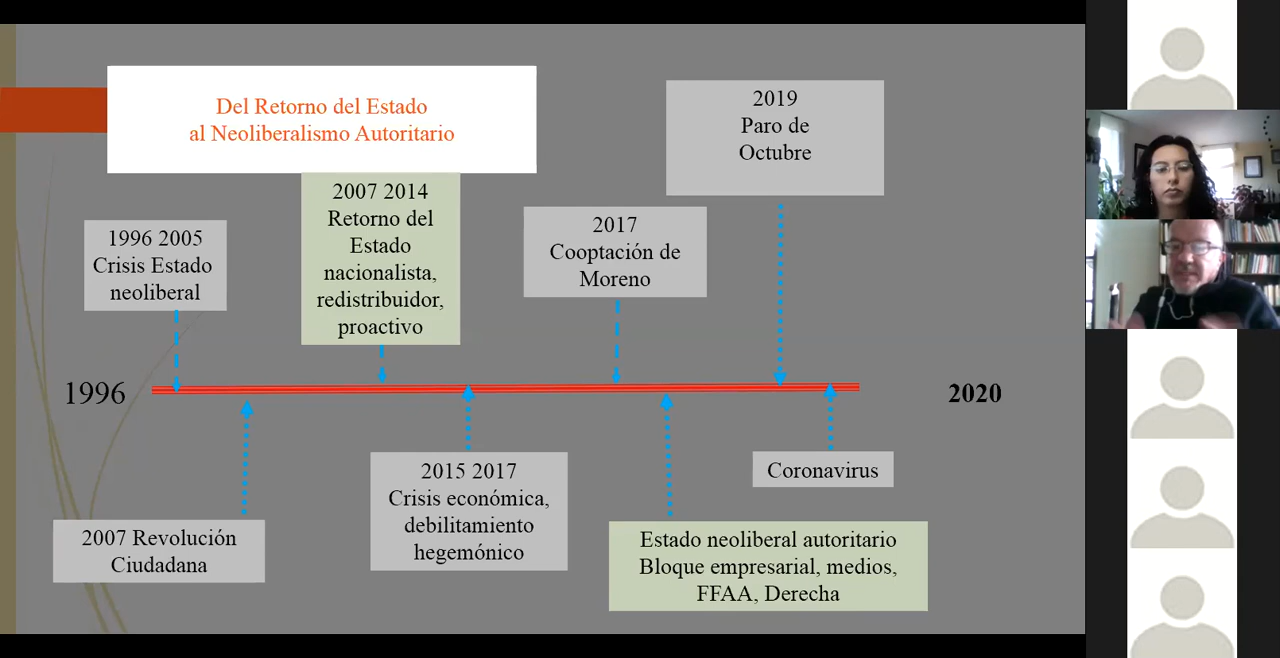 Del Retorno del Estado
al Neoliberalismo Autoritario
2019
Paro de
Octubre
2007 2014
Retorno del
Estado
nacionalista,
redistribuidor,
proactivo
2017
Cooptación de
Moreno
1996 2005
Crisis Estado
neoliberal
1996
2020
2015 2017
Crisis económica,
debilitamiento
hegemónico
Coronavirus
2007 Revolución
Ciudadana
Estado neoliberal autoritario
Bloque empresarial, medios,
FFAA, Derecha